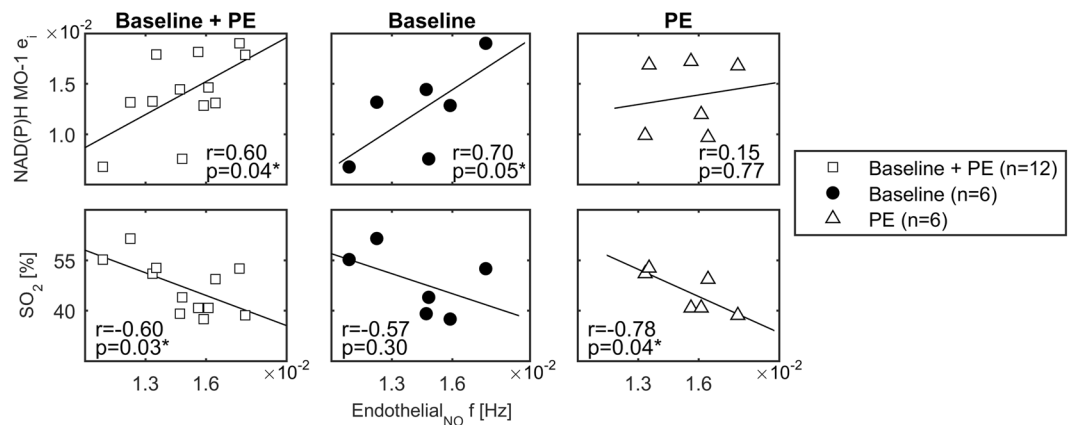 Baseline + PE
Baseline
PE
×10⁻²
NAD(P)H MO-1 eᵢ
1.5
1.0
r=0.60
p=0.04*
r=0.70
p=0.05*
r=0.15
p=0.77
Baseline + PE (n=12)
Baseline (n=6)
PE (n=6)
SO₂ [%]
55
40
r=−0.60
p=0.03*
r=−0.57
p=0.30
r=−0.78
p=0.04*
1.3 1.6 ×10⁻²
1.3 1.6 ×10⁻²
1.3 1.6 ×10⁻²
Endothelial_NO f [Hz]